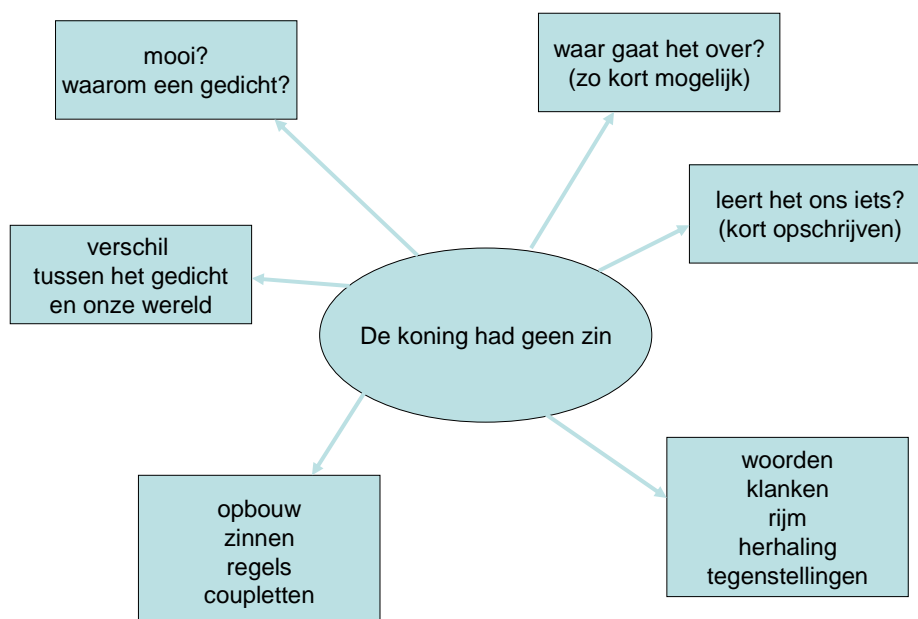 mooi?
waarom een gedicht?
waar gaat het over?
(zo kort mogelijk)
leert het ons iets?
(kort opschrijven)
verschil
tussen het gedicht
en onze wereld
De koning had geen zin
opbouw
zinnen
regels
coupletten
woorden
klanken
rijm
herhaling
tegenstellingen